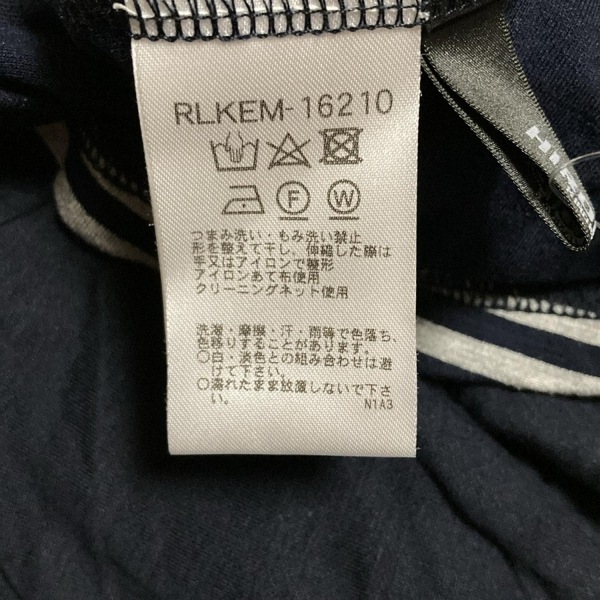 RLKEM-16210
F W
つまみ洗い・もみ洗い禁止
形を整えて干し、伸縮した際は
手又はアイロンで整形
アイロンあて布使用
クリーニングネット使用
洗濯・摩擦・汗・雨等で色落ち、
色移りすることがあります。
○白・淡色との組み合わせは避
けて下さい。
○濡れたまま放置しないで下さ
い。
N1A3